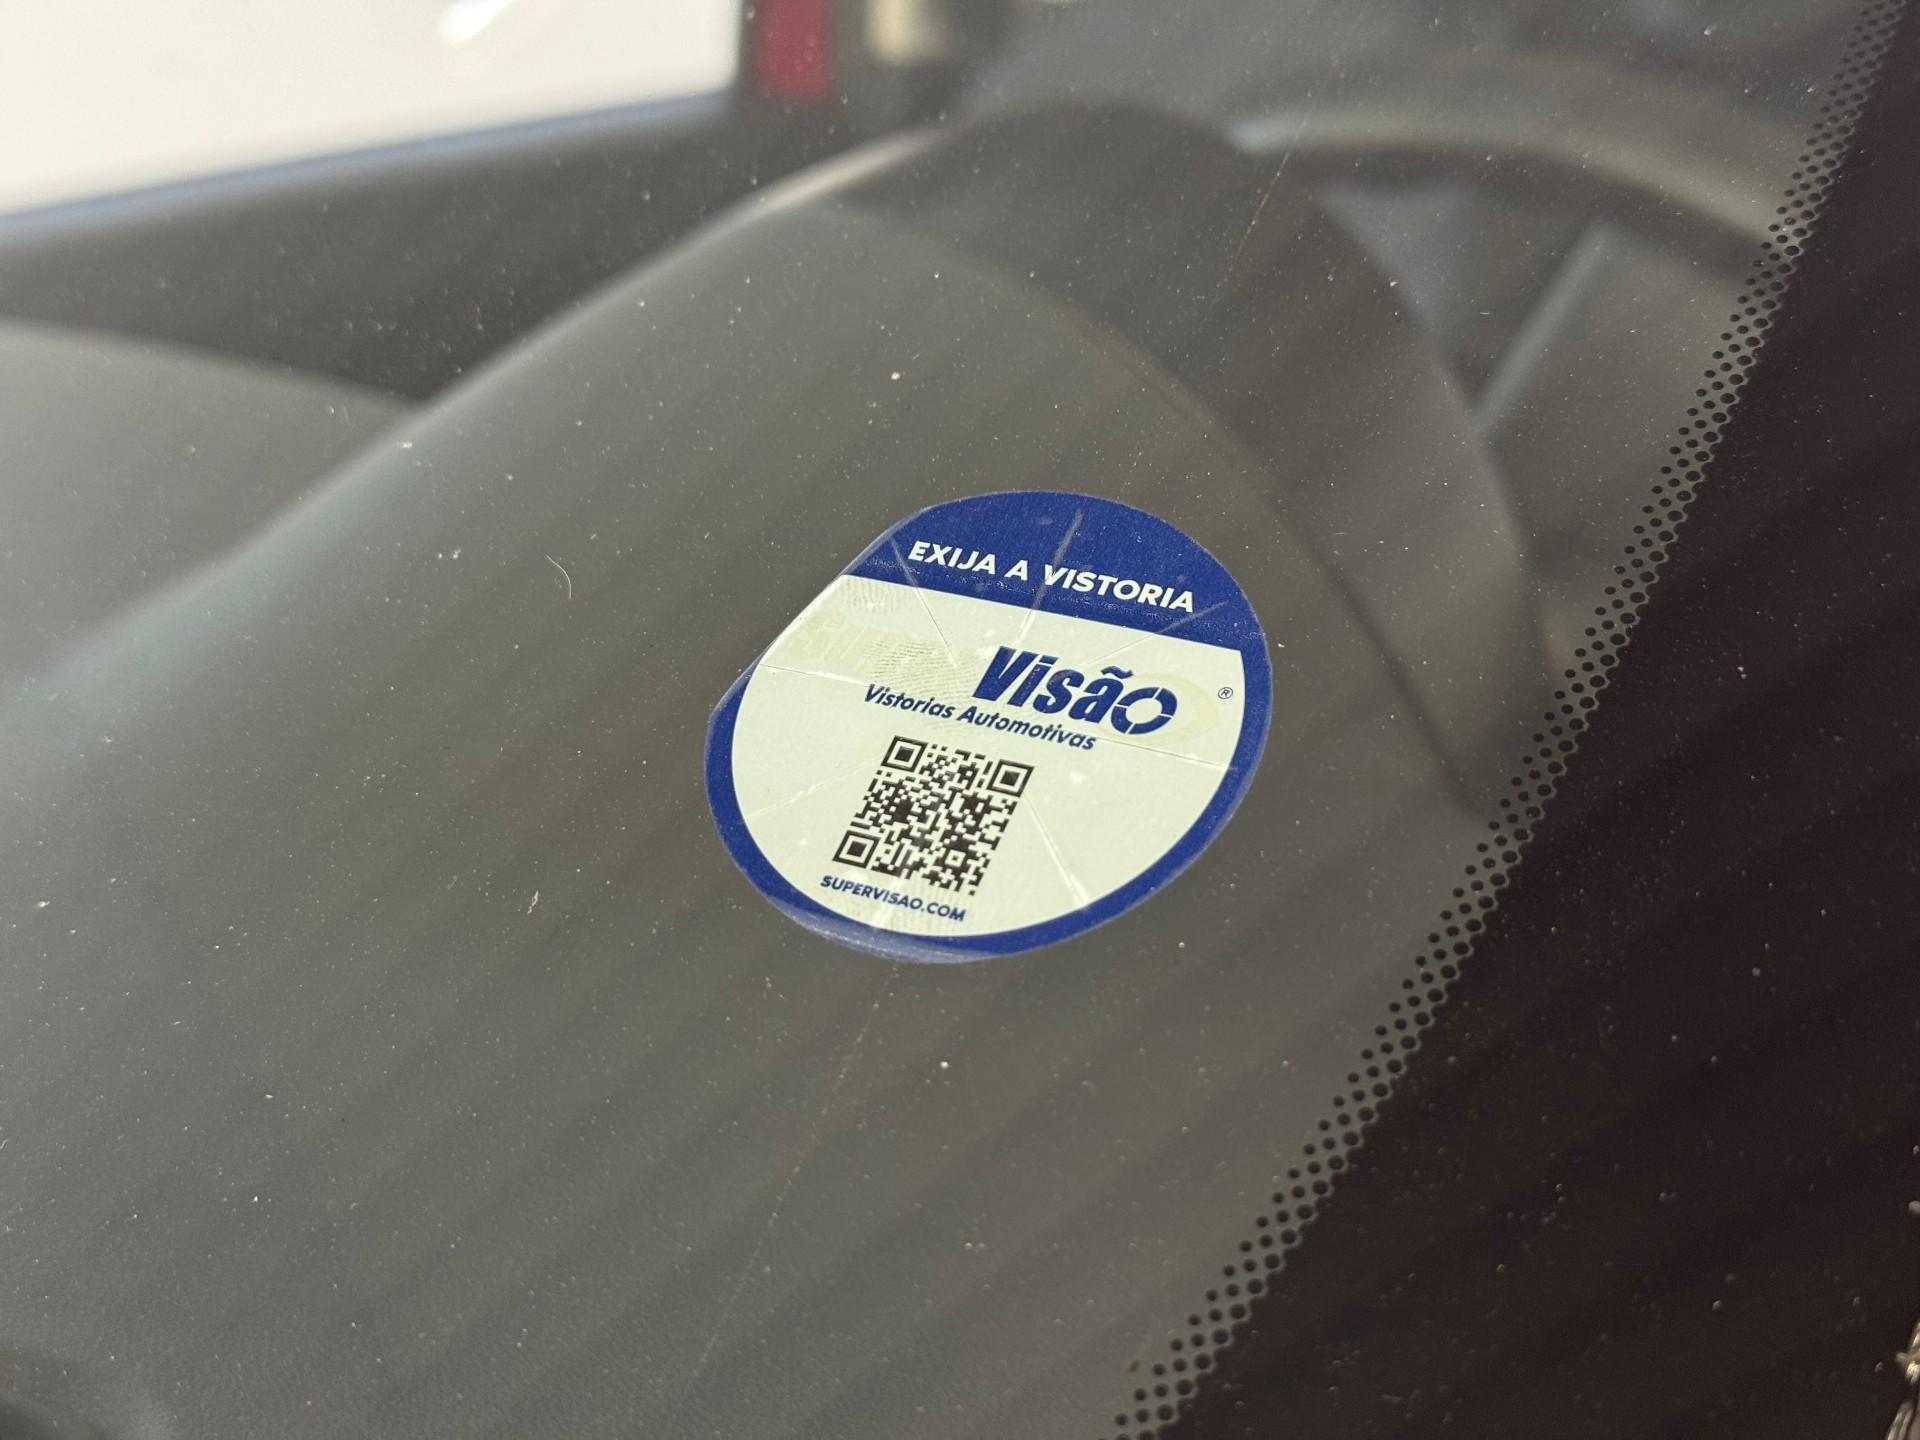 EXIJA A VISTORIA
Visão ®
Vistorias Automotivas
SUPERVISAO.COM